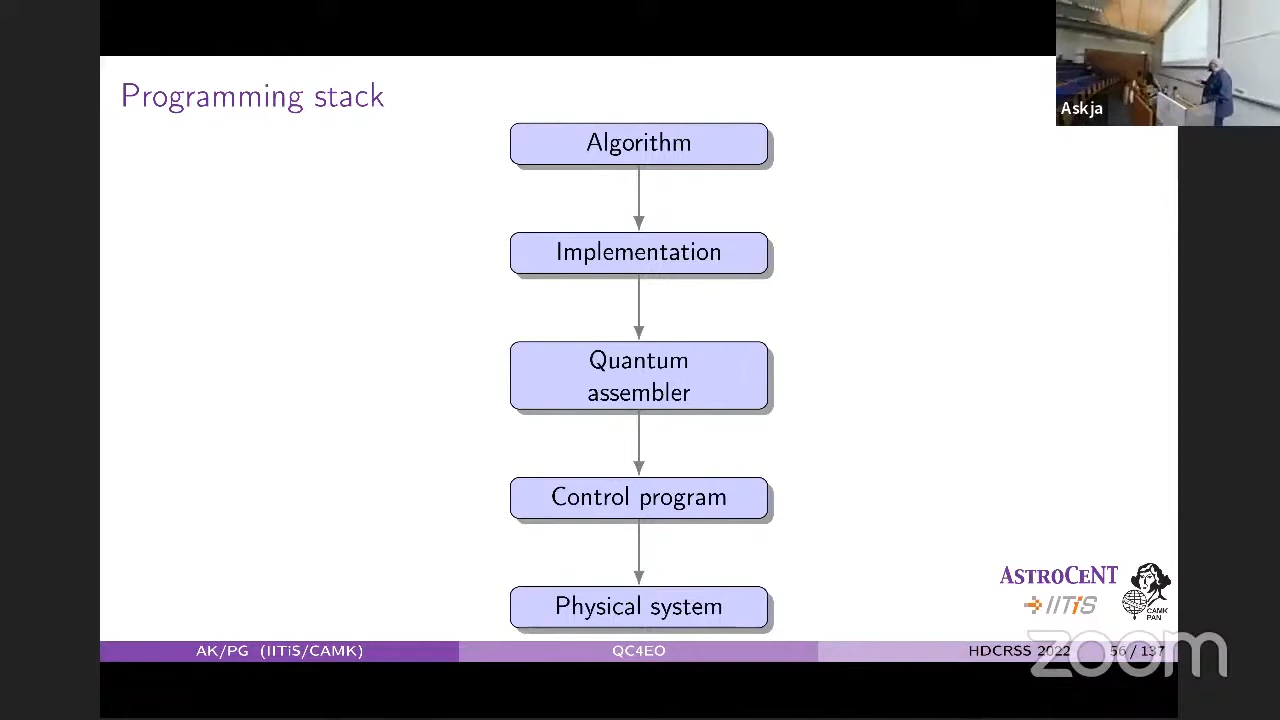 Programming stack
Askja
Algorithm
Implementation
Quantum
assembler
Control program
Physical system
ASTROCENT
IITiS
CAMK
PAN
AK/PG (IITiS/CAMK)
QC4EO
HDCRSS 2022
56 / 137
zoom